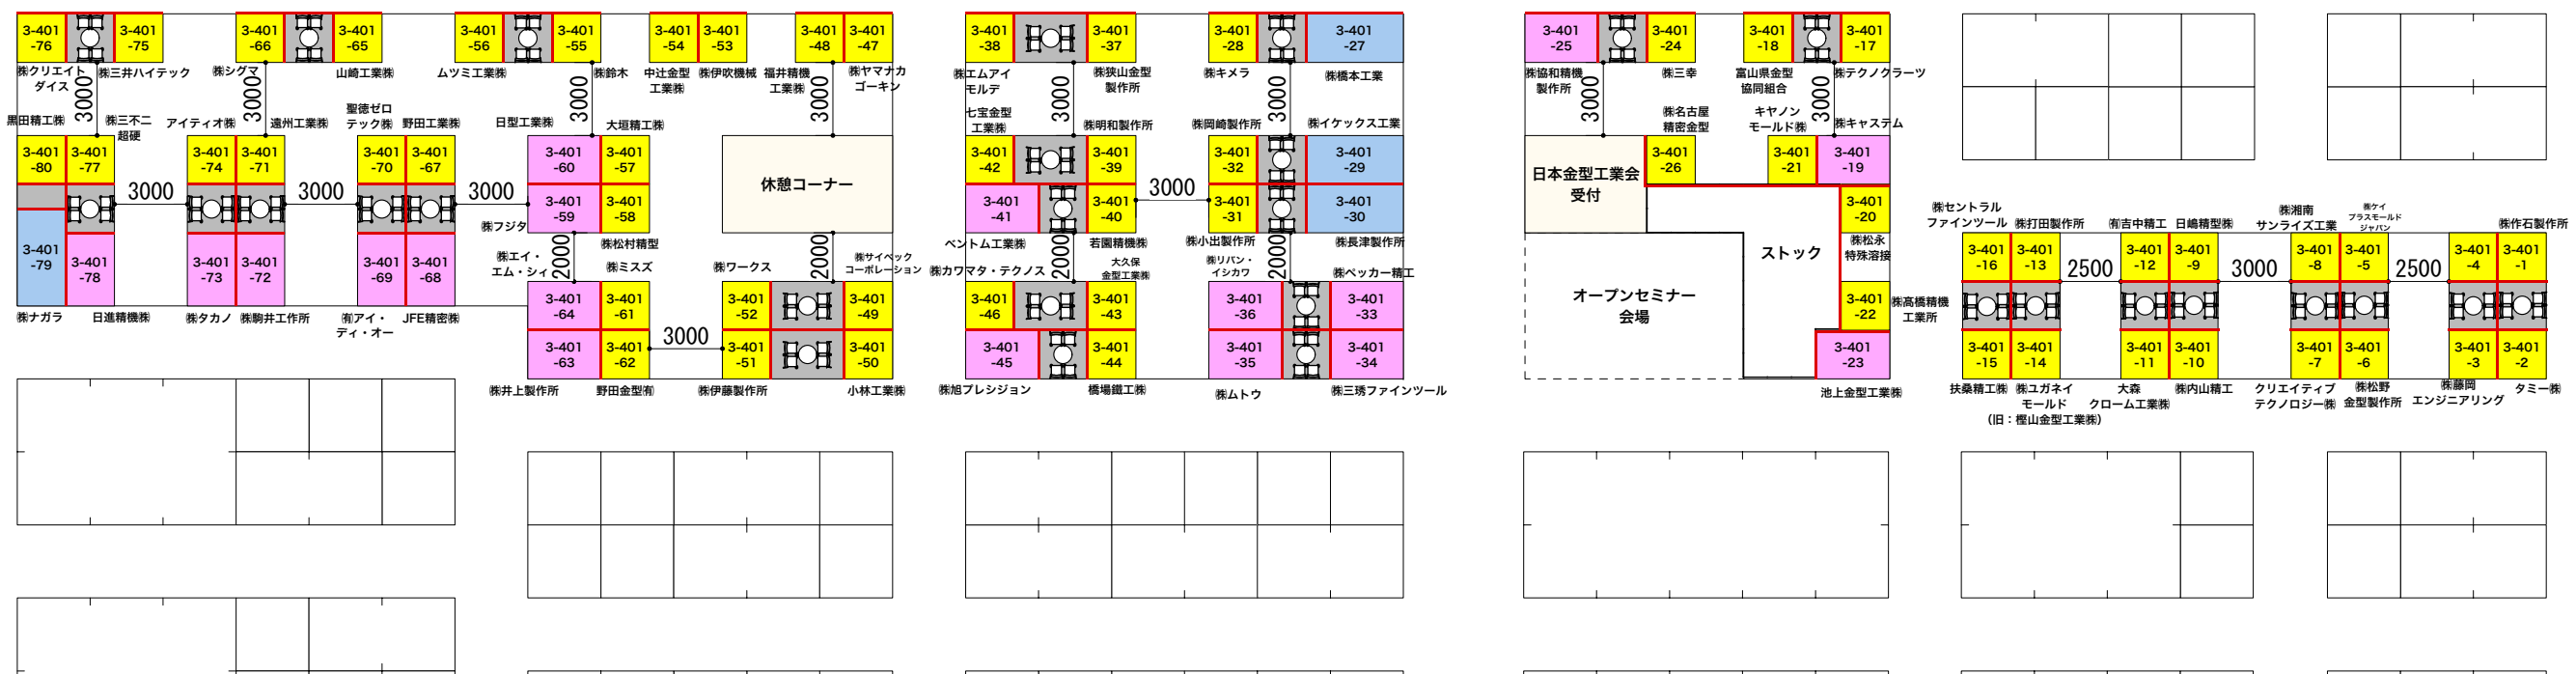 3-401
-76
3-401
-75
3-401
-66
3-401
-65
3-401
-56
3-401
-55
3-401
-54
3-401
-53
3-401
-48
3-401
-47
㈱クリエイト
ダイス
㈱三井ハイテック
㈱シグマ
山崎工業㈱
ムツミ工業㈱
㈱鈴木
中辻金型
工業㈱
㈱伊吹機械
福井精機
工業㈱
㈱ヤマナカ
ゴーキン
3000
3000
3000
3000
黒田精工㈱
㈱三不二
超硬
アイティオ㈱
遠州工業㈱
聖徳ゼロ
テック㈱
野田工業㈱
日型工業㈱
大垣精工㈱
3-401
-80
3-401
-77
3-401
-74
3-401
-71
3-401
-70
3-401
-67
3-401
-60
3-401
-57
休憩コーナー
3000
3000
3000
3-401
-59
3-401
-58
㈱フジタ
㈱松村精型
3-401
-79
3-401
-78
3-401
-73
3-401
-72
3-401
-69
3-401
-68
㈱ナガラ
日進精機㈱
㈱タカノ
㈱駒井工作所
㈲アイ・
ディ・オー
JFE精密㈱
㈱エイ・
エム・シィ
2000
㈱ミスズ
㈱ワークス
2000
㈱サイベック
コーポレーション
3-401
-64
3-401
-61
3-401
-52
3-401
-49
3000
3-401
-63
3-401
-62
3-401
-51
3-401
-50
㈱井上製作所
野田金型㈲
㈱伊藤製作所
小林工業㈱
3-401
-38
3-401
-37
3-401
-28
3-401
-27
㈱エムアイ
モルデ
㈱狭山金型
製作所
㈱キメラ
㈱橋本工業
3000
3000
七宝金型
工業㈱
㈱明和製作所
㈱岡崎製作所
㈱イケックス工業
3-401
-42
3-401
-39
3-401
-32
3-401
-29
3000
3-401
-41
3-401
-40
3-401
-31
3-401
-30
ペントム工業㈱
若園精機㈱
㈱小出製作所
㈱長津製作所
㈱カワマタ・テクノス
2000
大久保
金型工業㈱
㈱リバン・
イシカワ
2000
㈱ペッカー精工
3-401
-46
3-401
-43
3-401
-36
3-401
-33
3-401
-45
3-401
-44
3-401
-35
3-401
-34
㈱旭プレシジョン
橋場鐵工㈱
㈱ムトウ
㈱三琇ファインツール
3-401
-25
3-401
-24
3-401
-18
3-401
-17
㈱協和精機
製作所
㈱三幸
富山県金型
協同組合
㈱テクノクラーツ
3000
3000
㈱名古屋
精密金型
キヤノン
モールド㈱
㈱キャステム
日本金型工業会
受付
3-401
-26
3-401
-21
3-401
-19
3-401
-20
㈱松永
特殊溶接
ストック
オープンセミナー
会場
3-401
-22
㈱髙橋精機
工業所
3-401
-23
池上金型工業㈱
㈱セントラル
ファインツール
㈱打田製作所
㈲吉中精工
日嶋精型㈱
㈱湘南
サンライズ工業
㈱ケイ
プラスモールド
ジャパン
㈱作石製作所
3-401
-16
3-401
-13
2500
3-401
-12
3-401
-9
3000
3-401
-8
3-401
-5
2500
3-401
-4
3-401
-1
3-401
-15
3-401
-14
3-401
-11
3-401
-10
3-401
-7
3-401
-6
3-401
-3
3-401
-2
扶桑精工㈱
㈱ユガネイ
モールド
(旧：樫山金型工業㈱)
大森
クローム工業㈱
㈱内山精工
クリエイティブ
テクノロジー㈱
㈱松野
金型製作所
㈱藤岡
エンジニアリング
タミー㈱